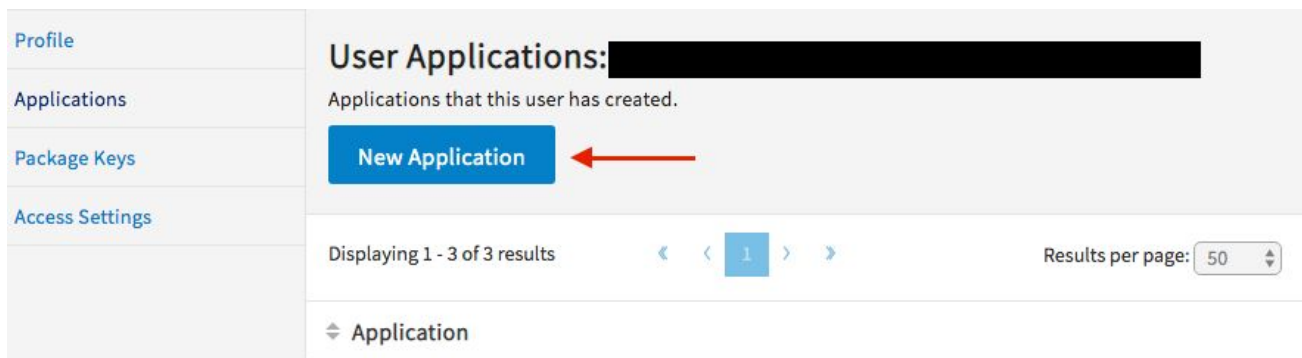 Profile
Applications
Package Keys
Access Settings
User Applications:
Applications that this user has created.
New Application
Displaying 1 - 3 of 3 results
« ‹ 1 › »
Results per page: 50
Application